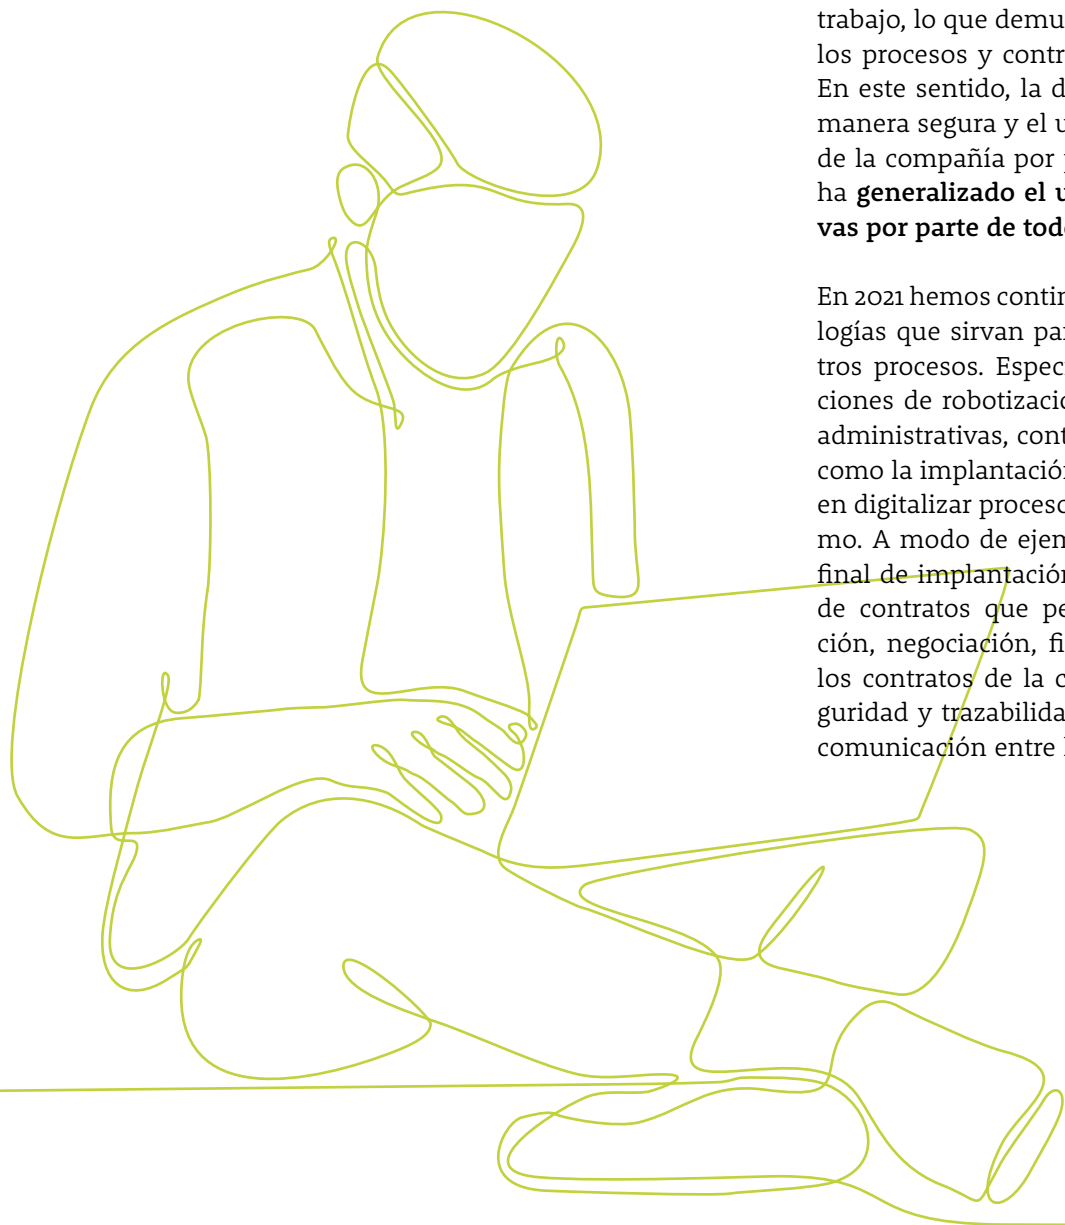 trabajo, lo que demu
los procesos y contr
En este sentido, la d
manera segura y el u
de la compañía por p
ha generalizado el u
vas por parte de tod
En 2021 hemos contin
logías que sirvan par
tros procesos. Espec
ciones de robotizaci
administrativas, cont
como la implantación
en digitalizar proceso
mo. A modo de ejem
final de implantación
de contratos que pe
ción, negociación, fi
los contratos de la c
guridad y trazabilida
comunicación entre l